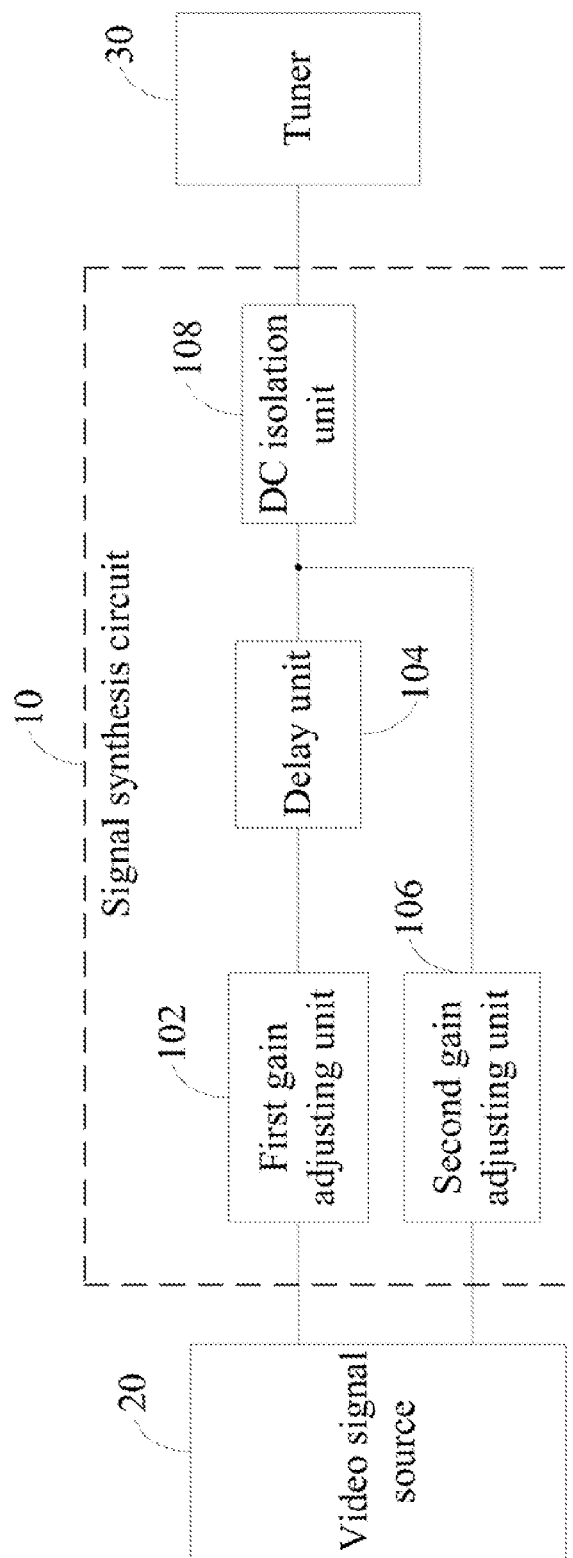 10
Signal synthesis circuit
20
Video signal
source
102
First gain
adjusting unit
Delay unit
104
106
Second gain
adjusting unit
108
DC isolation
unit
30
Tuner